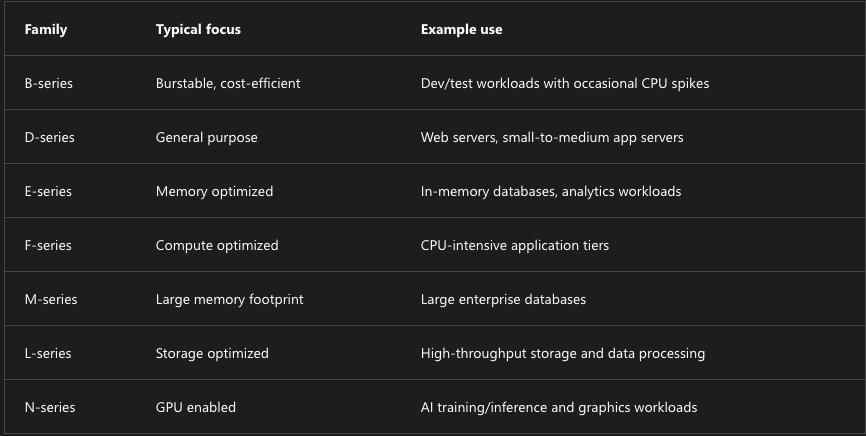 Family Typical focus Example use
B-series Burstable, cost-efficient Dev/test workloads with occasional CPU spikes
D-series General purpose Web servers, small-to-medium app servers
E-series Memory optimized In-memory databases, analytics workloads
F-series Compute optimized CPU-intensive application tiers
M-series Large memory footprint Large enterprise databases
L-series Storage optimized High-throughput storage and data processing
N-series GPU enabled AI training/inference and graphics workloads